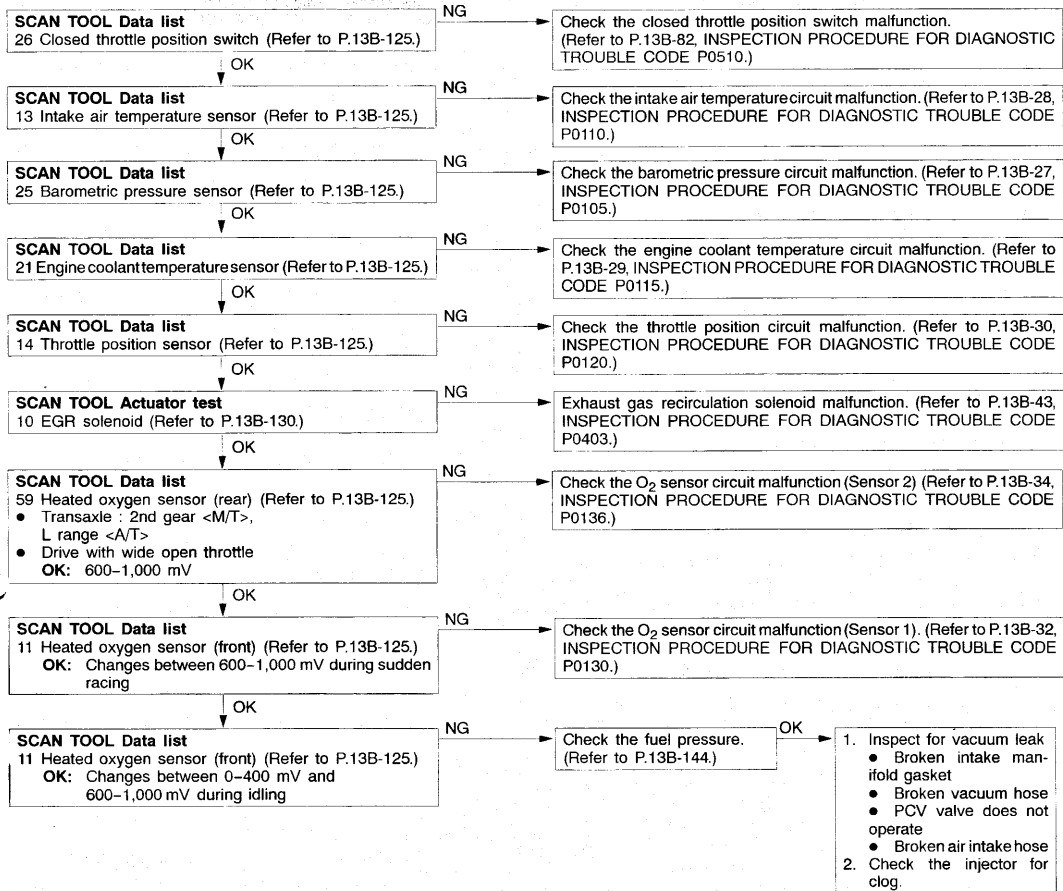 SCAN TOOL Data list
26 Closed throttle position switch (Refer to P.13B-125.)
NG
Check the closed throttle position switch malfunction.
(Refer to P.13B-82, INSPECTION PROCEDURE FOR DIAGNOSTIC
TROUBLE CODE P0510.)
OK
SCAN TOOL Data list
13 Intake air temperature sensor (Refer to P.13B-125.)
NG
Check the intake air temperature circuit malfunction. (Refer to P.13B-28,
INSPECTION PROCEDURE FOR DIAGNOSTIC TROUBLE CODE
P0110.)
OK
SCAN TOOL Data list
25 Barometric pressure sensor (Refer to P.13B-125.)
NG
Check the barometric pressure circuit malfunction. (Refer to P.13B-27,
INSPECTION PROCEDURE FOR DIAGNOSTIC TROUBLE CODE
P0105.)
OK
SCAN TOOL Data list
21 Engine coolant temperature sensor (Refer to P.13B-125.)
NG
Check the engine coolant temperature circuit malfunction. (Refer to
P.13B-29, INSPECTION PROCEDURE FOR DIAGNOSTIC TROUBLE
CODE P0115.)
OK
SCAN TOOL Data list
14 Throttle position sensor (Refer to P.13B-125.)
NG
Check the throttle position circuit malfunction. (Refer to P.13B-30,
INSPECTION PROCEDURE FOR DIAGNOSTIC TROUBLE CODE
P0120.)
OK
SCAN TOOL Actuator test
10 EGR solenoid (Refer to P.13B-130.)
NG
Exhaust gas recirculation solenoid malfunction. (Refer to P.13B-43,
INSPECTION PROCEDURE FOR DIAGNOSTIC TROUBLE CODE
P0403.)
OK
SCAN TOOL Data list
59 Heated oxygen sensor (rear) (Refer to P.13B-125.)
● Transaxle : 2nd gear <M/T>,
L range <A/T>
● Drive with wide open throttle
OK: 600–1,000 mV
NG
Check the O2 sensor circuit malfunction (Sensor 2) (Refer to P.13B-34,
INSPECTION PROCEDURE FOR DIAGNOSTIC TROUBLE CODE
P0136.)
OK
SCAN TOOL Data list
11 Heated oxygen sensor (front) (Refer to P.13B-125.)
OK: Changes between 600–1,000 mV during sudden
racing
NG
Check the O2 sensor circuit malfunction (Sensor 1). (Refer to P.13B-32,
INSPECTION PROCEDURE FOR DIAGNOSTIC TROUBLE CODE
P0130.)
OK
SCAN TOOL Data list
11 Heated oxygen sensor (front) (Refer to P.13B-125.)
OK: Changes between 0–400 mV and
600–1,000 mV during idling
NG
Check the fuel pressure.
(Refer to P.13B-144.)
OK
1. Inspect for vacuum leak
● Broken intake man-
ifold gasket
● Broken vacuum hose
● PCV valve does not
operate
● Broken air intake hose
2. Check the injector for
clog.